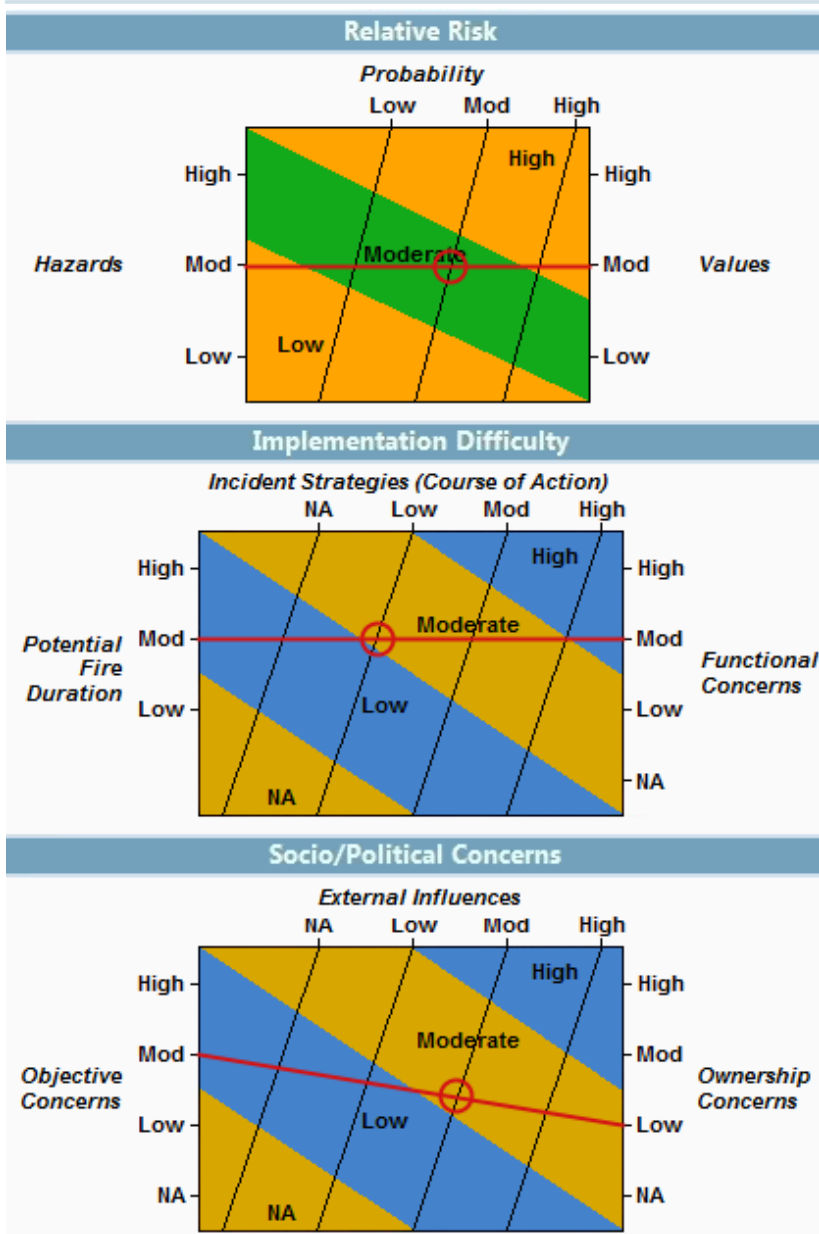 Relative Risk
Probability
Low Mod High
High High High
Hazards Mod Moderate Mod Values
Low Low Low
Implementation Difficulty
Incident Strategies (Course of Action)
NA Low Mod High
High High High
Potential Fire Duration Mod Moderate Mod Functional Concerns
Low Low Low
NA NA
Socio/Political Concerns
External Influences
NA Low Mod High
High High High
Mod Moderate Mod
Objective Concerns Ownership Concerns
Low Low Low
NA NA NA